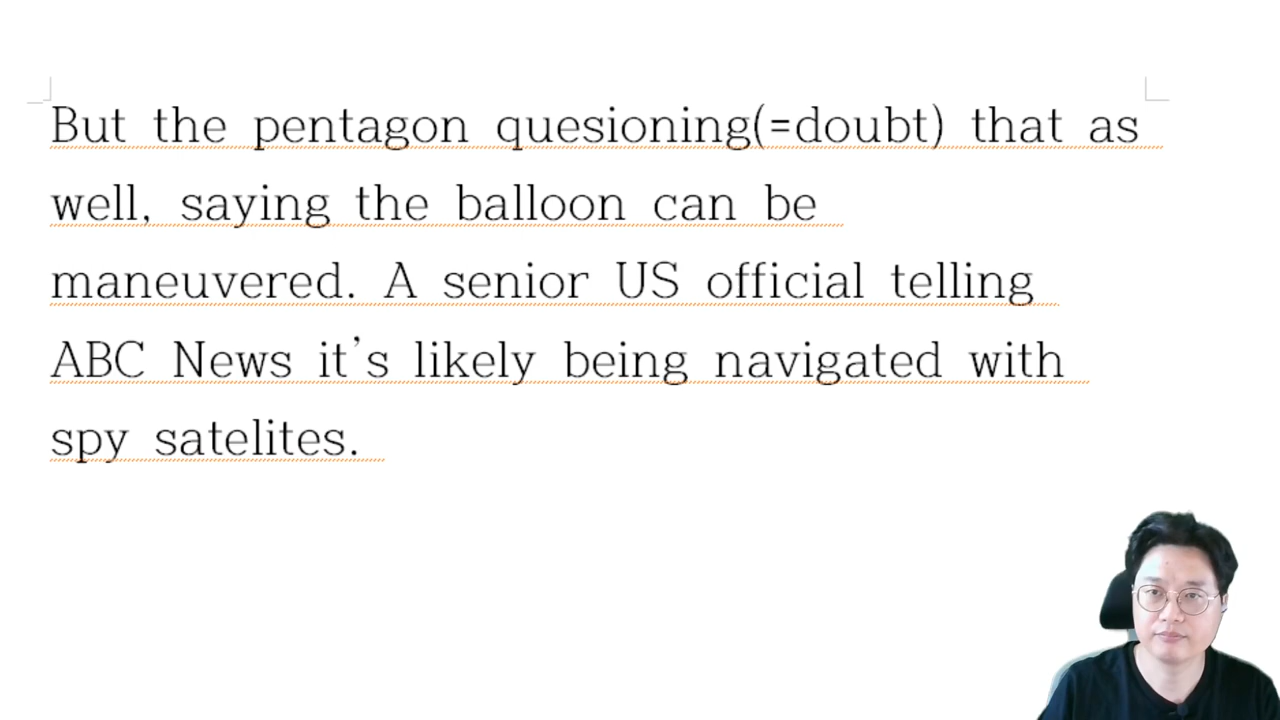 But the pentagon quesioning(=doubt) that as
well, saying the balloon can be
maneuvered. A senior US official telling
ABC News it's likely being navigated with
spy satelites.